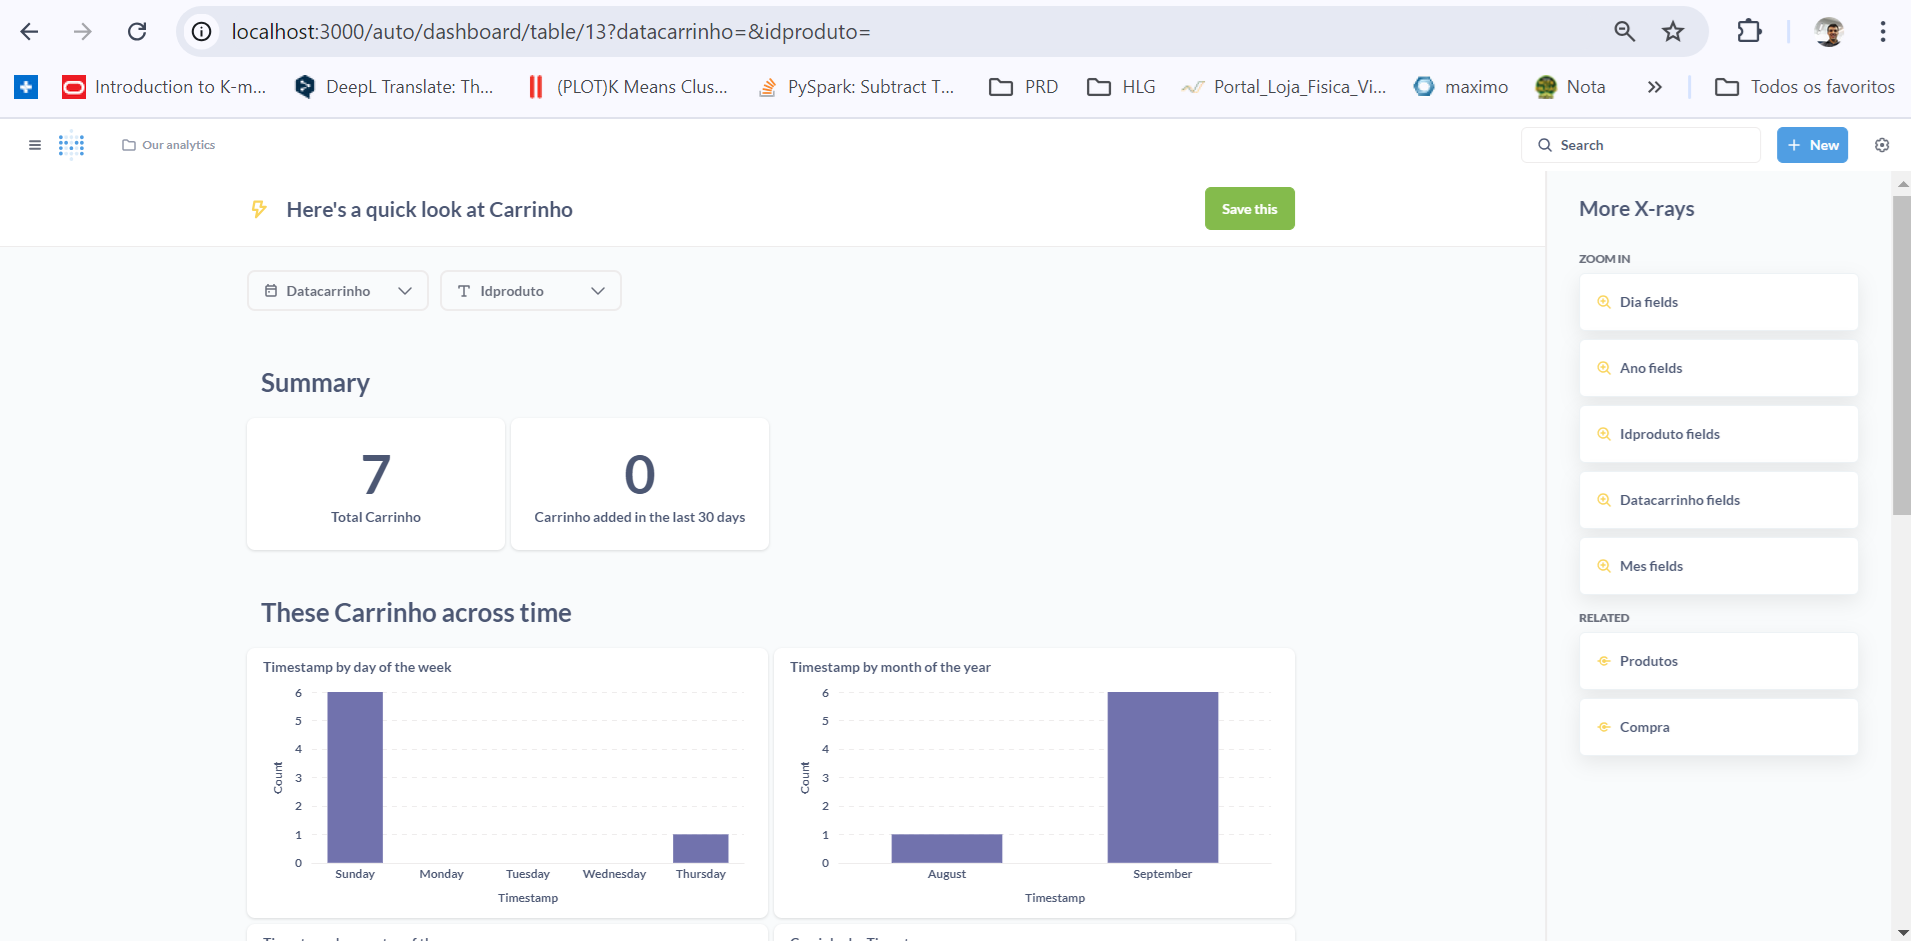 localhost:3000/auto/dashboard/table/13?datacarrinho=&idproduto=
Introduction to K-m...
DeepL Translate: Th...
(PLOT)K Means Clus...
PySpark: Subtract T...
PRD
HLG
Portal_Loja_Fisica_Vi...
maximo
Nota
Todos os favoritos
Our analytics
Search
+ New
Here's a quick look at Carrinho
Save this
Datacarrinho
Idproduto
Summary
7
Total Carrinho
0
Carrinho added in the last 30 days
These Carrinho across time
Timestamp by day of the week
6
5
4
3
2
1
0
Count
Sunday
Monday
Tuesday
Wednesday
Thursday
Timestamp
Timestamp by month of the year
6
5
4
3
2
1
0
Count
August
September
Timestamp
More X-rays
ZOOM IN
Dia fields
Ano fields
Idproduto fields
Datacarrinho fields
Mes fields
RELATED
Produtos
Compra